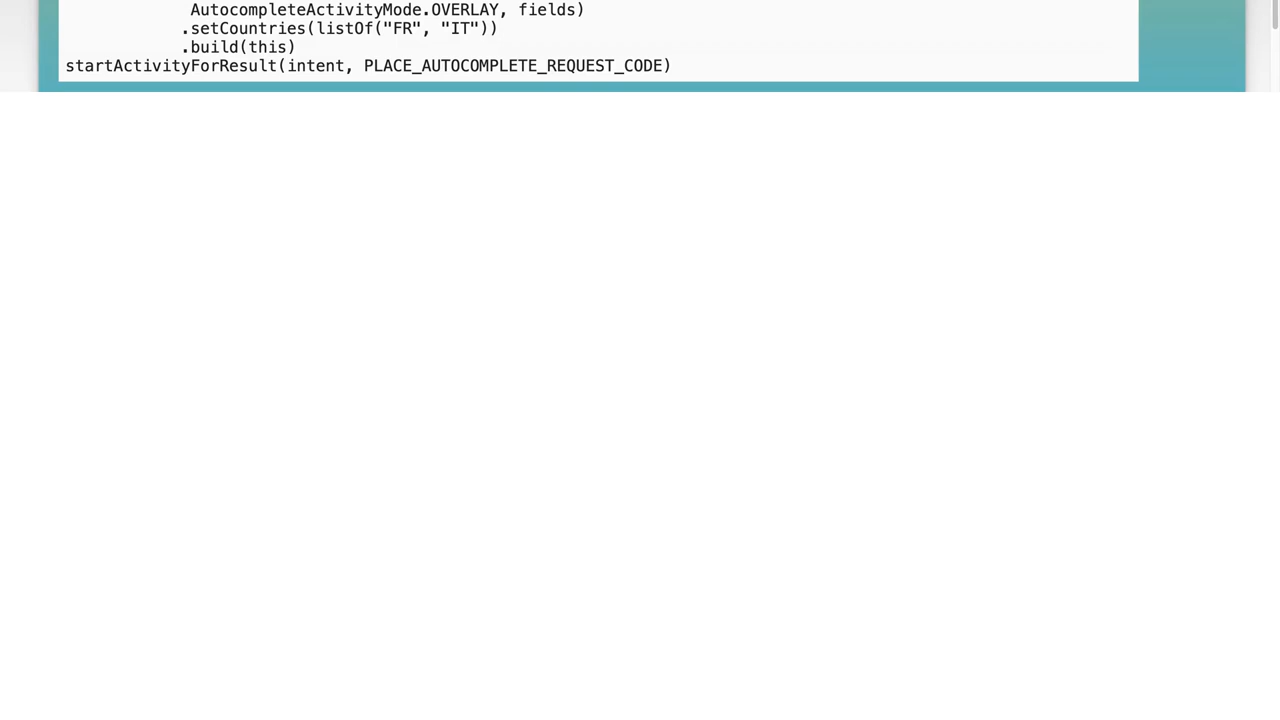 AutocompleteActivityMode.OVERLAY, fields)
.setCountries(listOf("FR", "IT"))
.build(this)
startActivityForResult(intent, PLACE_AUTOCOMPLETE_REQUEST_CODE)